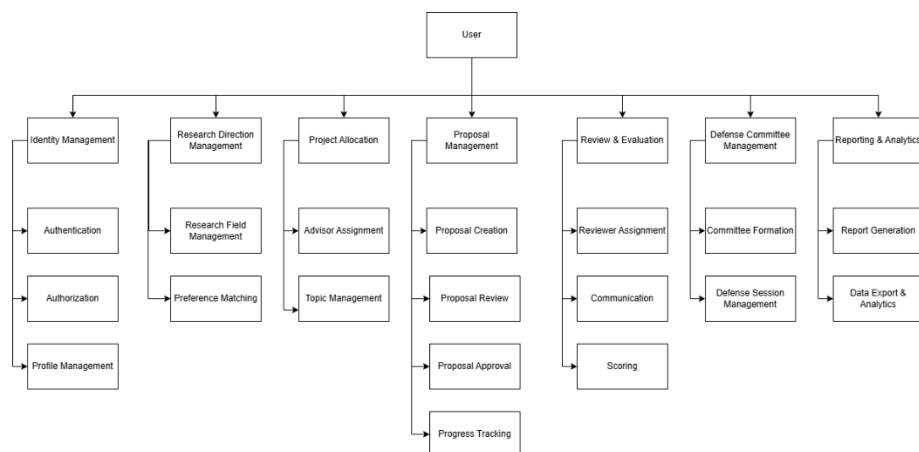 User
Identity Management
Research Direction
Management
Project Allocation
Proposal
Management
Review & Evaluation
Defense Committee
Management
Reporting & Analytics
Authentication
Research Field
Management
Advisor Assignment
Proposal Creation
Reviewer Assignment
Committee Formation
Report Generation
Authorization
Preference Matching
Topic Management
Proposal Review
Communication
Defense Session
Management
Data Export &
Analytics
Profile Management
Proposal Approval
Scoring
Progress Tracking